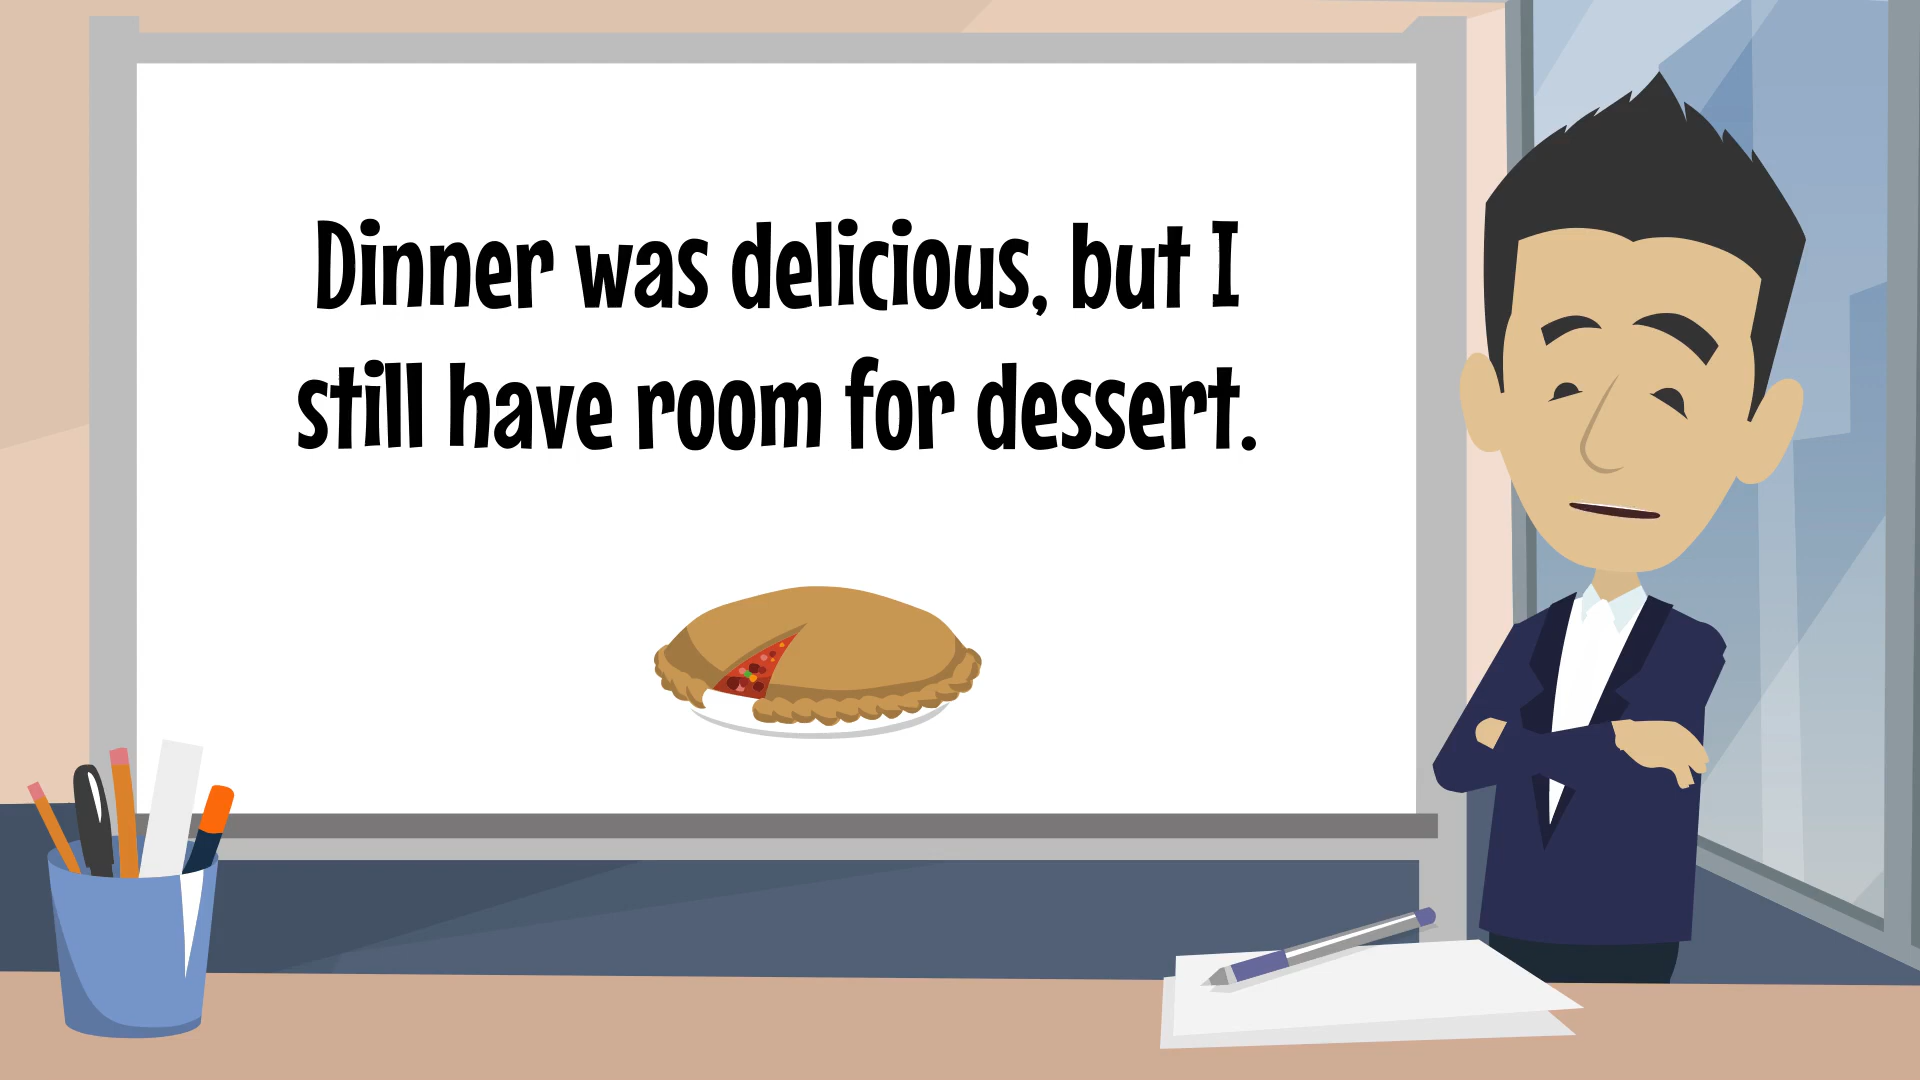 Dinner was delicious, but I
still have room for dessert.